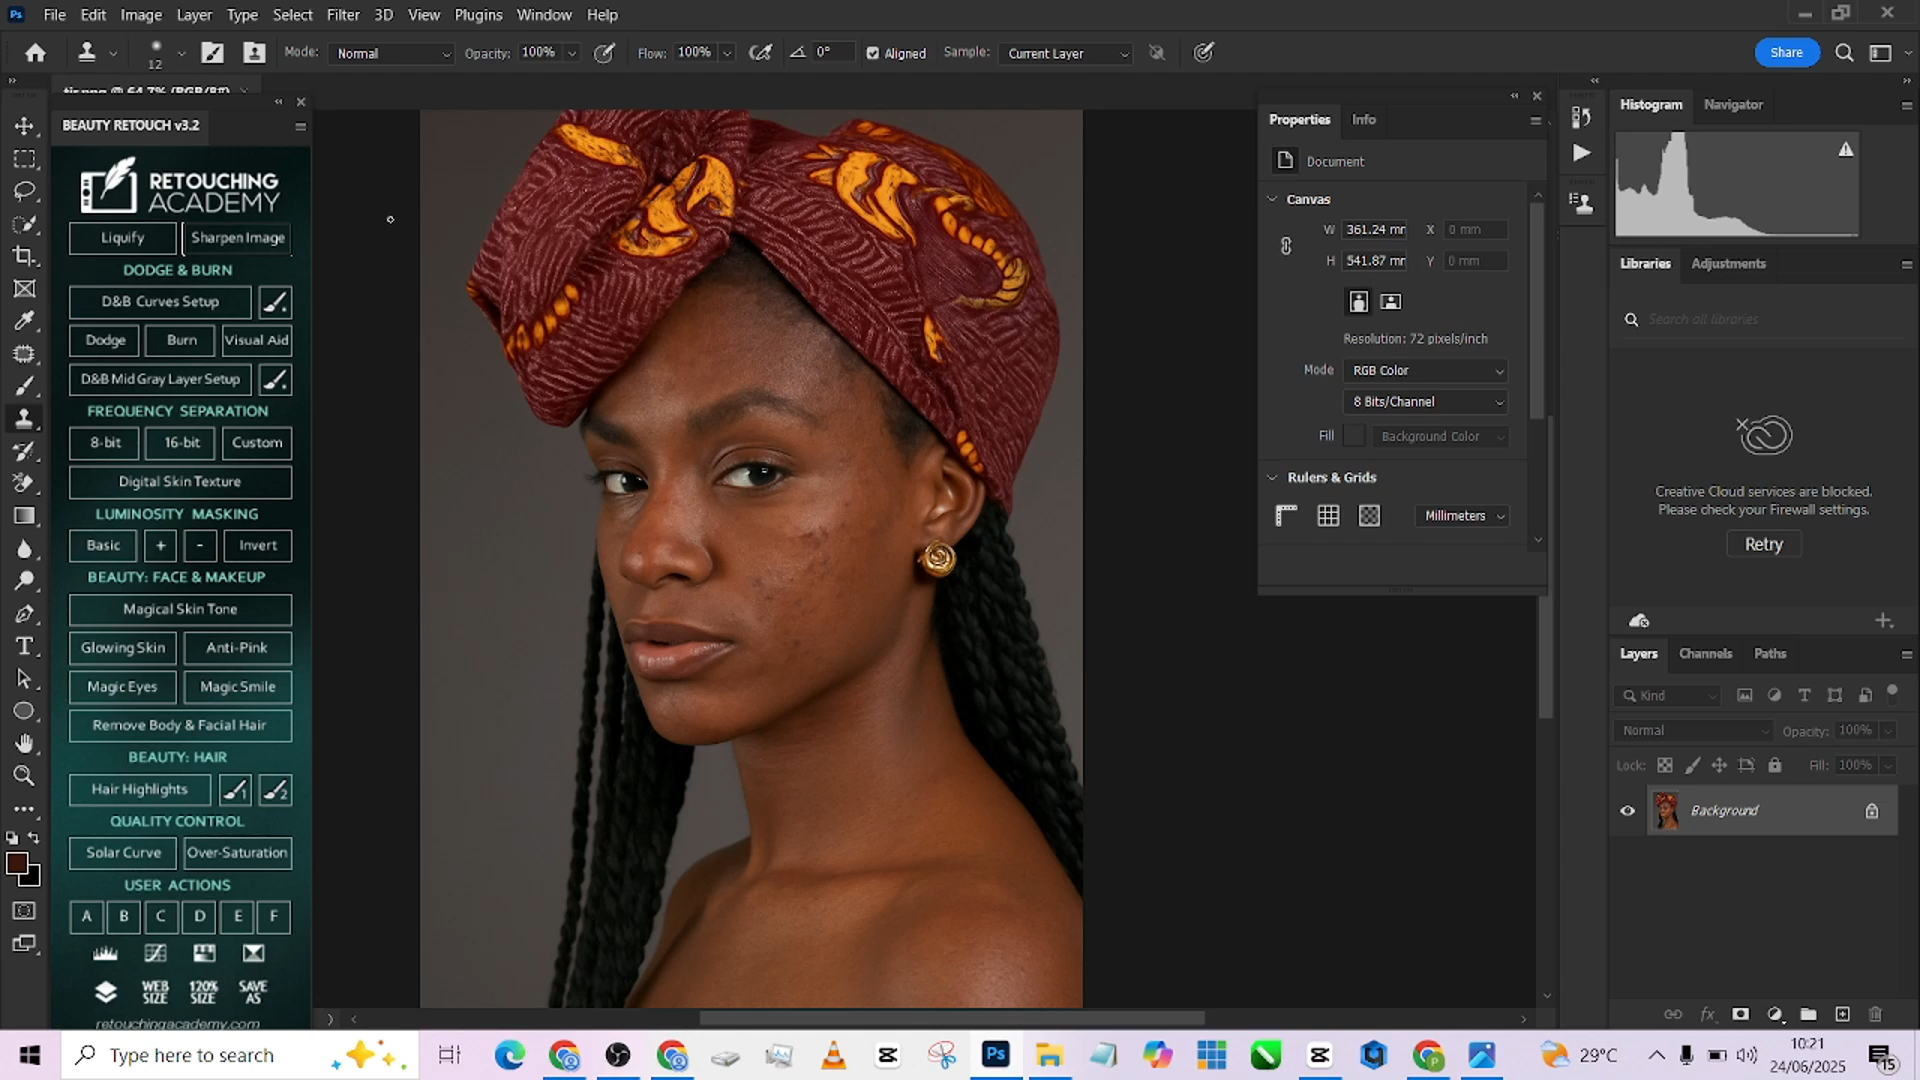 File Edit Image Layer Type Select Filter 3D View Plugins Window Help
12 Mode: Normal Opacity: 100% Flow: 100% 0° Aligned Sample: Current Layer Share
BEAUTY RETOUCH v3.2
RETOUCHING
ACADEMY
Liquify Sharpen Image
DODGE & BURN
D&B Curves Setup
Dodge Burn Visual Aid
D&B Mid Gray Layer Setup
FREQUENCY SEPARATION
8-bit 16-bit Custom
Digital Skin Texture
LUMINOSITY MASKING
Basic + - Invert
BEAUTY: FACE & MAKEUP
Magical Skin Tone
Glowing Skin Anti-Pink
Magic Eyes Magic Smile
Remove Body & Facial Hair
BEAUTY: HAIR
Hair Highlights 1 2
QUALITY CONTROL
Solar Curve Over-Saturation
USER ACTIONS
A B C D E F
WEB SIZE 120% SIZE SAVE AS
retouchingacademy.com
Properties Info
Document
Canvas
W 361.24 mr X 0 mm
H 541.87 mr Y 0 mm
Resolution: 72 pixels/inch
Mode RGB Color
8 Bits/Channel
Fill Background Color
Rulers & Grids
Millimeters
Histogram Navigator
Libraries Adjustments
Search all libraries
Creative Cloud services are blocked.
Please check your Firewall settings.
Retry
Layers Channels Paths
Kind
Normal Opacity: 100%
Lock: Fill: 100%
Background
fx
Type here to search
29°C
10:21
24/06/2025
15